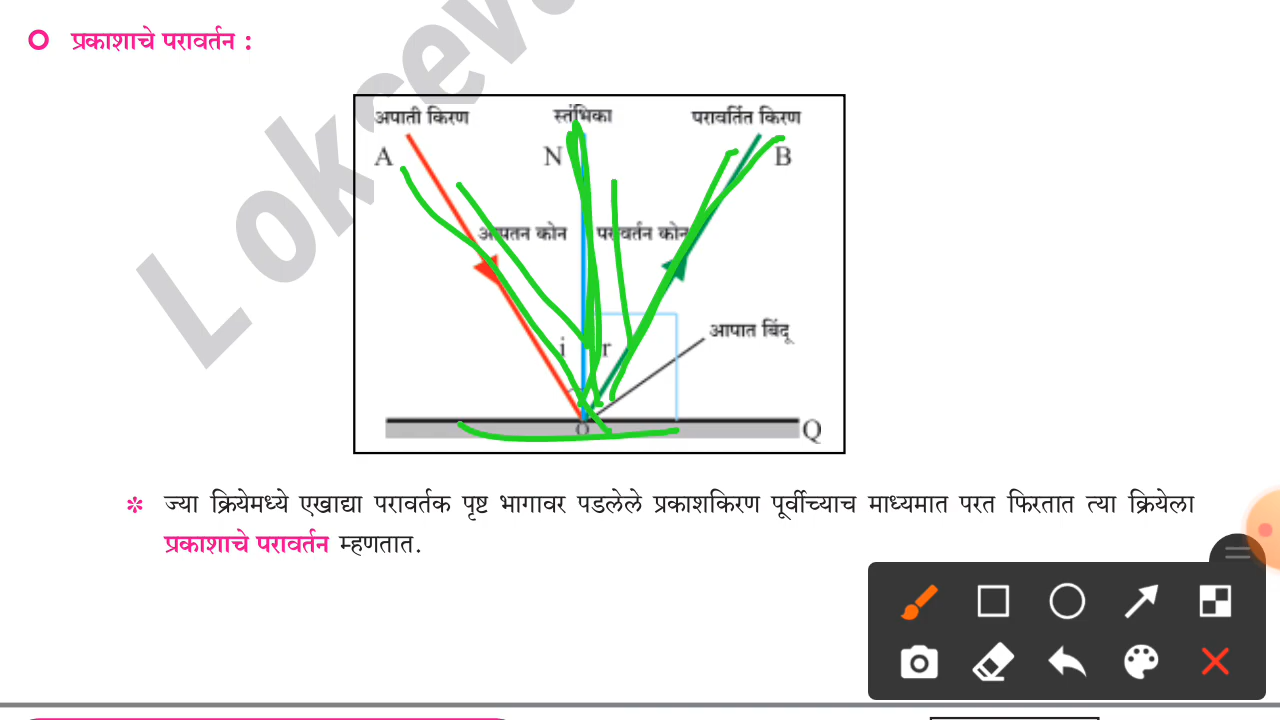 प्रकाशाचे परावर्तन :
अपाती किरण स्तंभिका परावर्तित किरण
A N B
आपतन कोन परावर्तन कोन
आपात बिंदू
i r
O Q
* ज्या क्रियेमध्ये एखाद्या परावर्तक पृष्ट भागावर पडलेले प्रकाशकिरण पूर्वीच्याच माध्यमात परत फिरतात त्या क्रियेला
प्रकाशाचे परावर्तन म्हणतात.